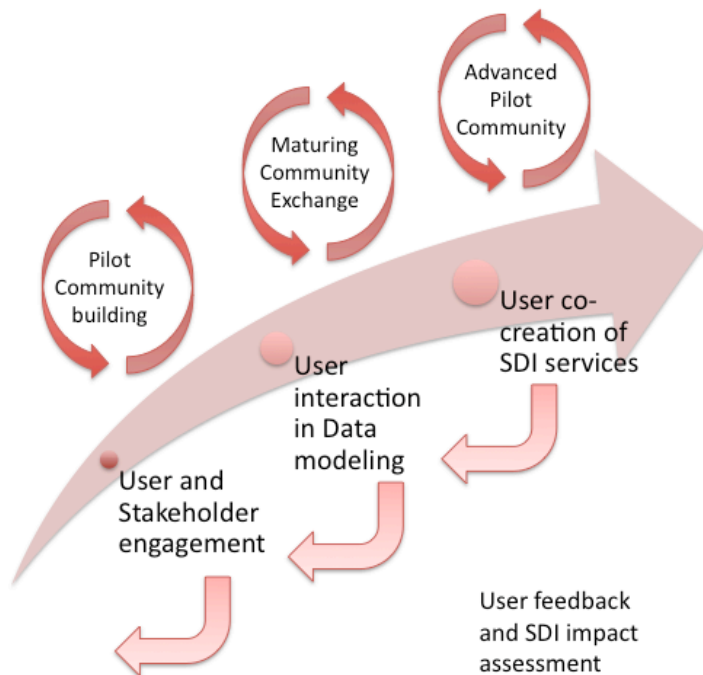 Advanced
Pilot
Community
Maturing
Community
Exchange
Pilot
Community
building
User co-
creation of
SDI services
User
interaction
in Data
modeling
User and
Stakeholder
engagement
User feedback
and SDI impact
assessment